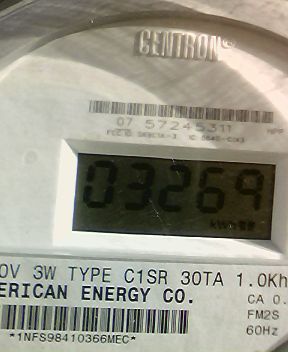 CENTRON®
07 57245311
03269
0V 3W TYPE C1SR 30TA 1.0Kh
ERICAN ENERGY CO.
CA 0.
FM2S
60Hz
*1NFS98410366MEC*